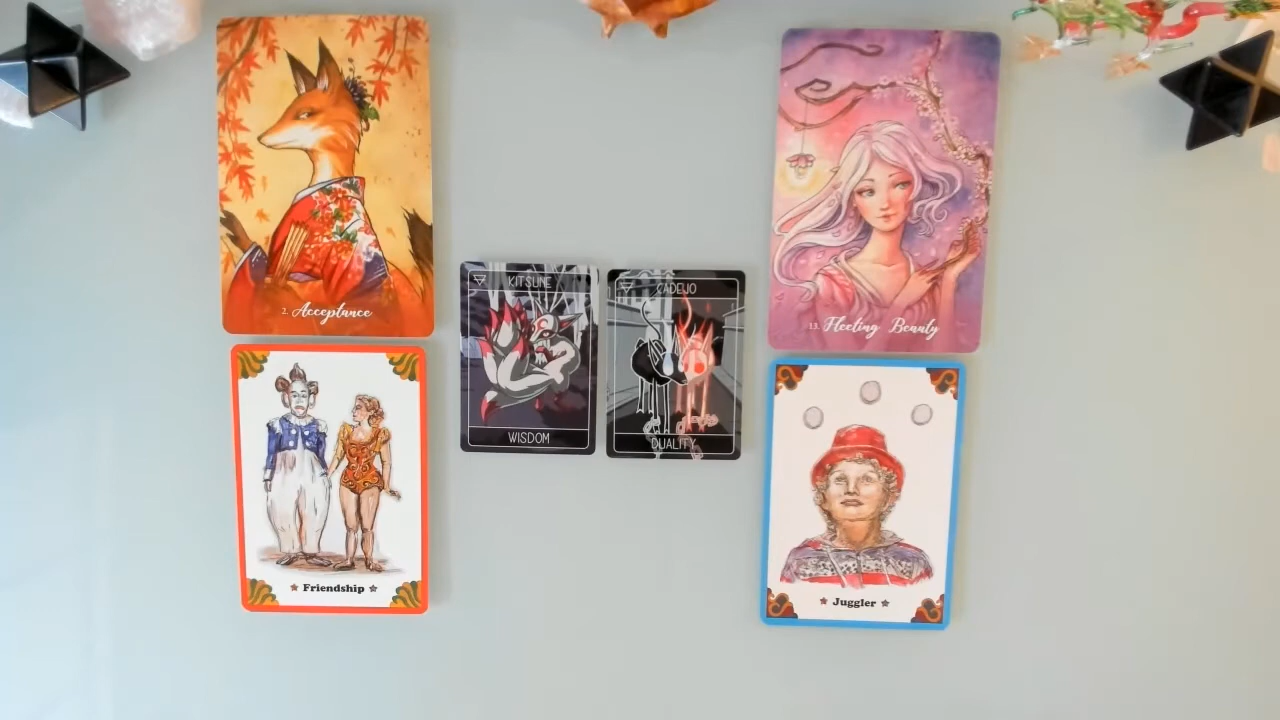 2. Acceptance
13. Fleeting Beauty
KITSUNE
WISDOM
CADEJO
DUALITY
Friendship
Juggler